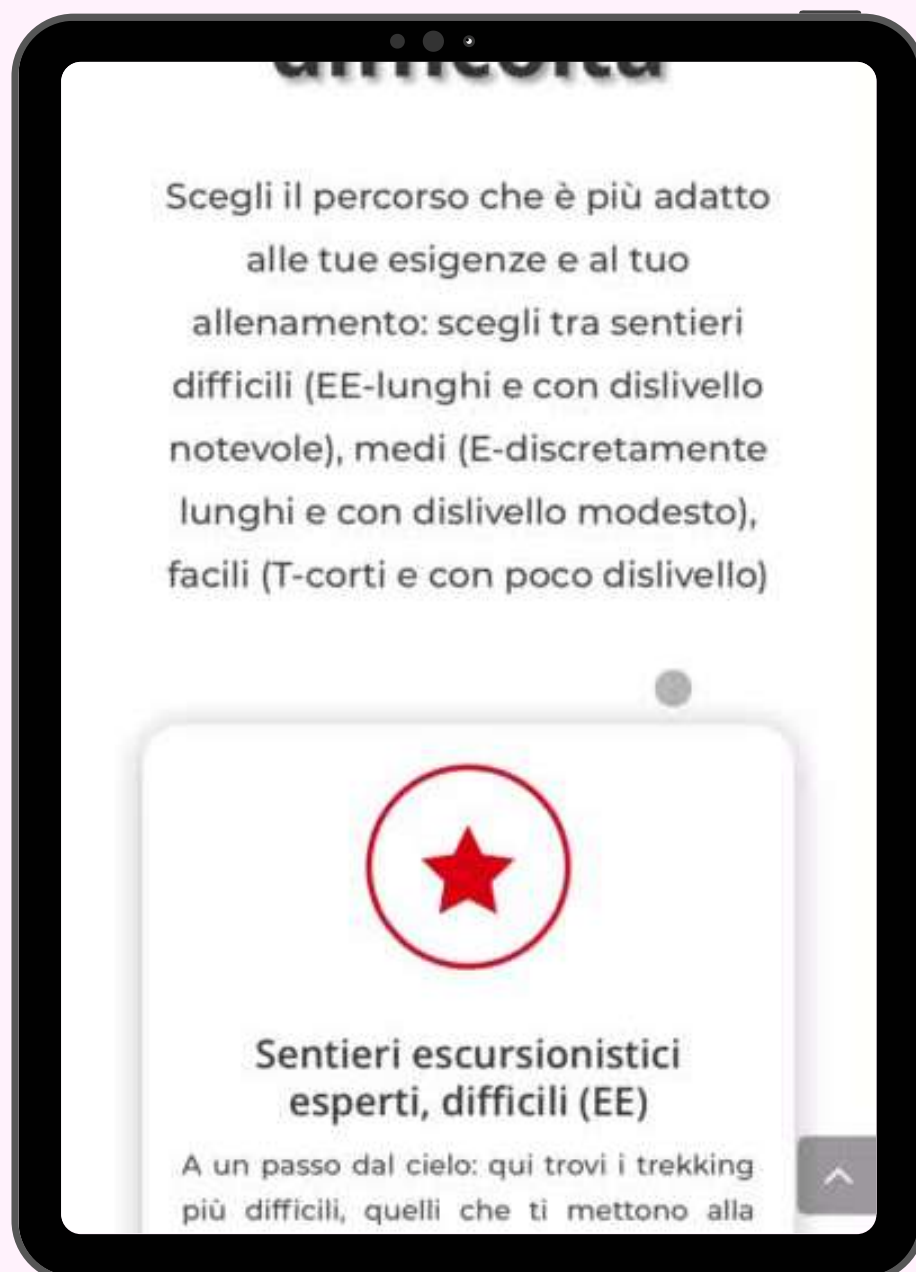 difficoltà
Scegli il percorso che è più adatto
alle tue esigenze e al tuo
allenamento: scegli tra sentieri
difficili (EE-lunghi e con dislivello
notevole), medi (E-discretamente
lunghi e con dislivello modesto),
facili (T-corti e con poco dislivello)
Sentieri escursionistici
esperti, difficili (EE)
A un passo dal cielo: qui trovi i trekking
più difficili, quelli che ti mettono alla